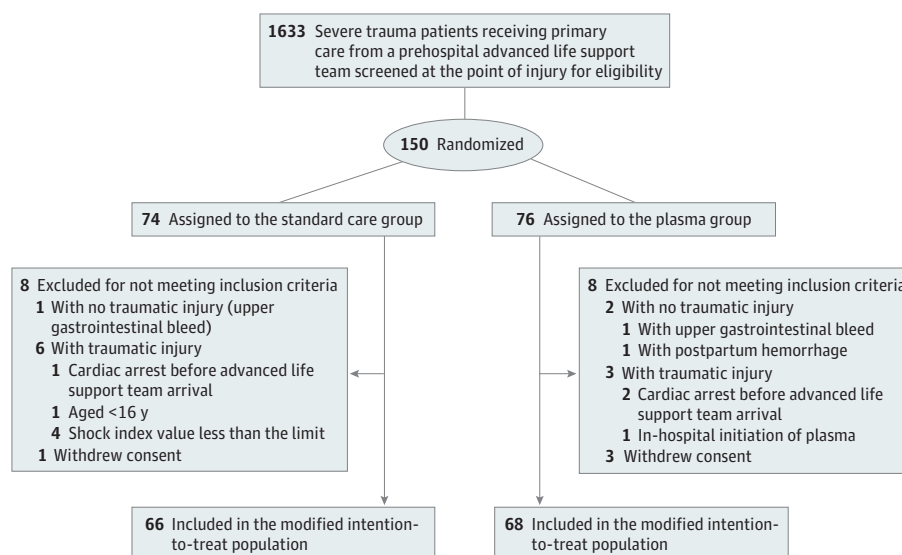 1633 Severe trauma patients receiving primary
care from a prehospital advanced life support
team screened at the point of injury for eligibility
150 Randomized
74 Assigned to the standard care group
76 Assigned to the plasma group
8 Excluded for not meeting inclusion criteria
1 With no traumatic injury (upper
gastrointestinal bleed)
6 With traumatic injury
1 Cardiac arrest before advanced life
support team arrival
1 Aged <16 y
4 Shock index value less than the limit
1 Withdrew consent
8 Excluded for not meeting inclusion criteria
2 With no traumatic injury
1 With upper gastrointestinal bleed
1 With postpartum hemorrhage
3 With traumatic injury
2 Cardiac arrest before advanced life
support team arrival
1 In-hospital initiation of plasma
3 Withdrew consent
66 Included in the modified intention-
to-treat population
68 Included in the modified intention-
to-treat population